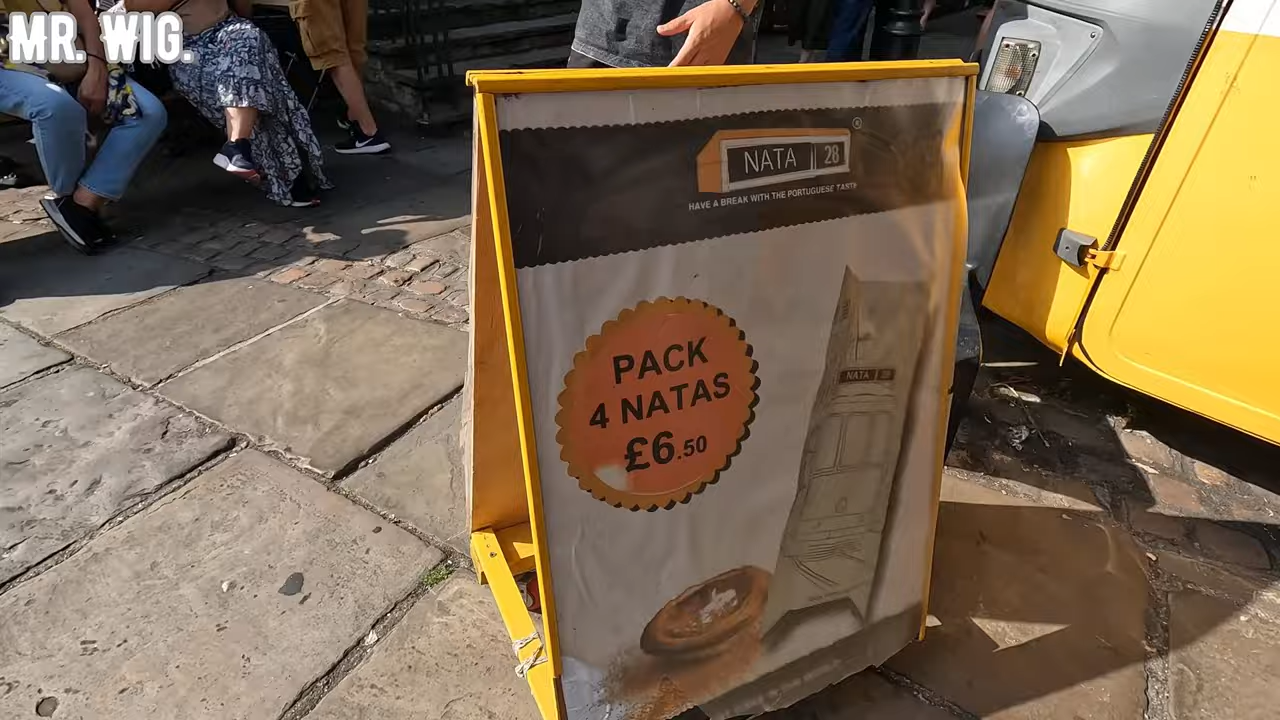 MR. WIG.
NATA 28
®
HAVE A BREAK WITH THE PORTUGUESE TASTE
PACK
4 NATAS
£6.50
NATA 28